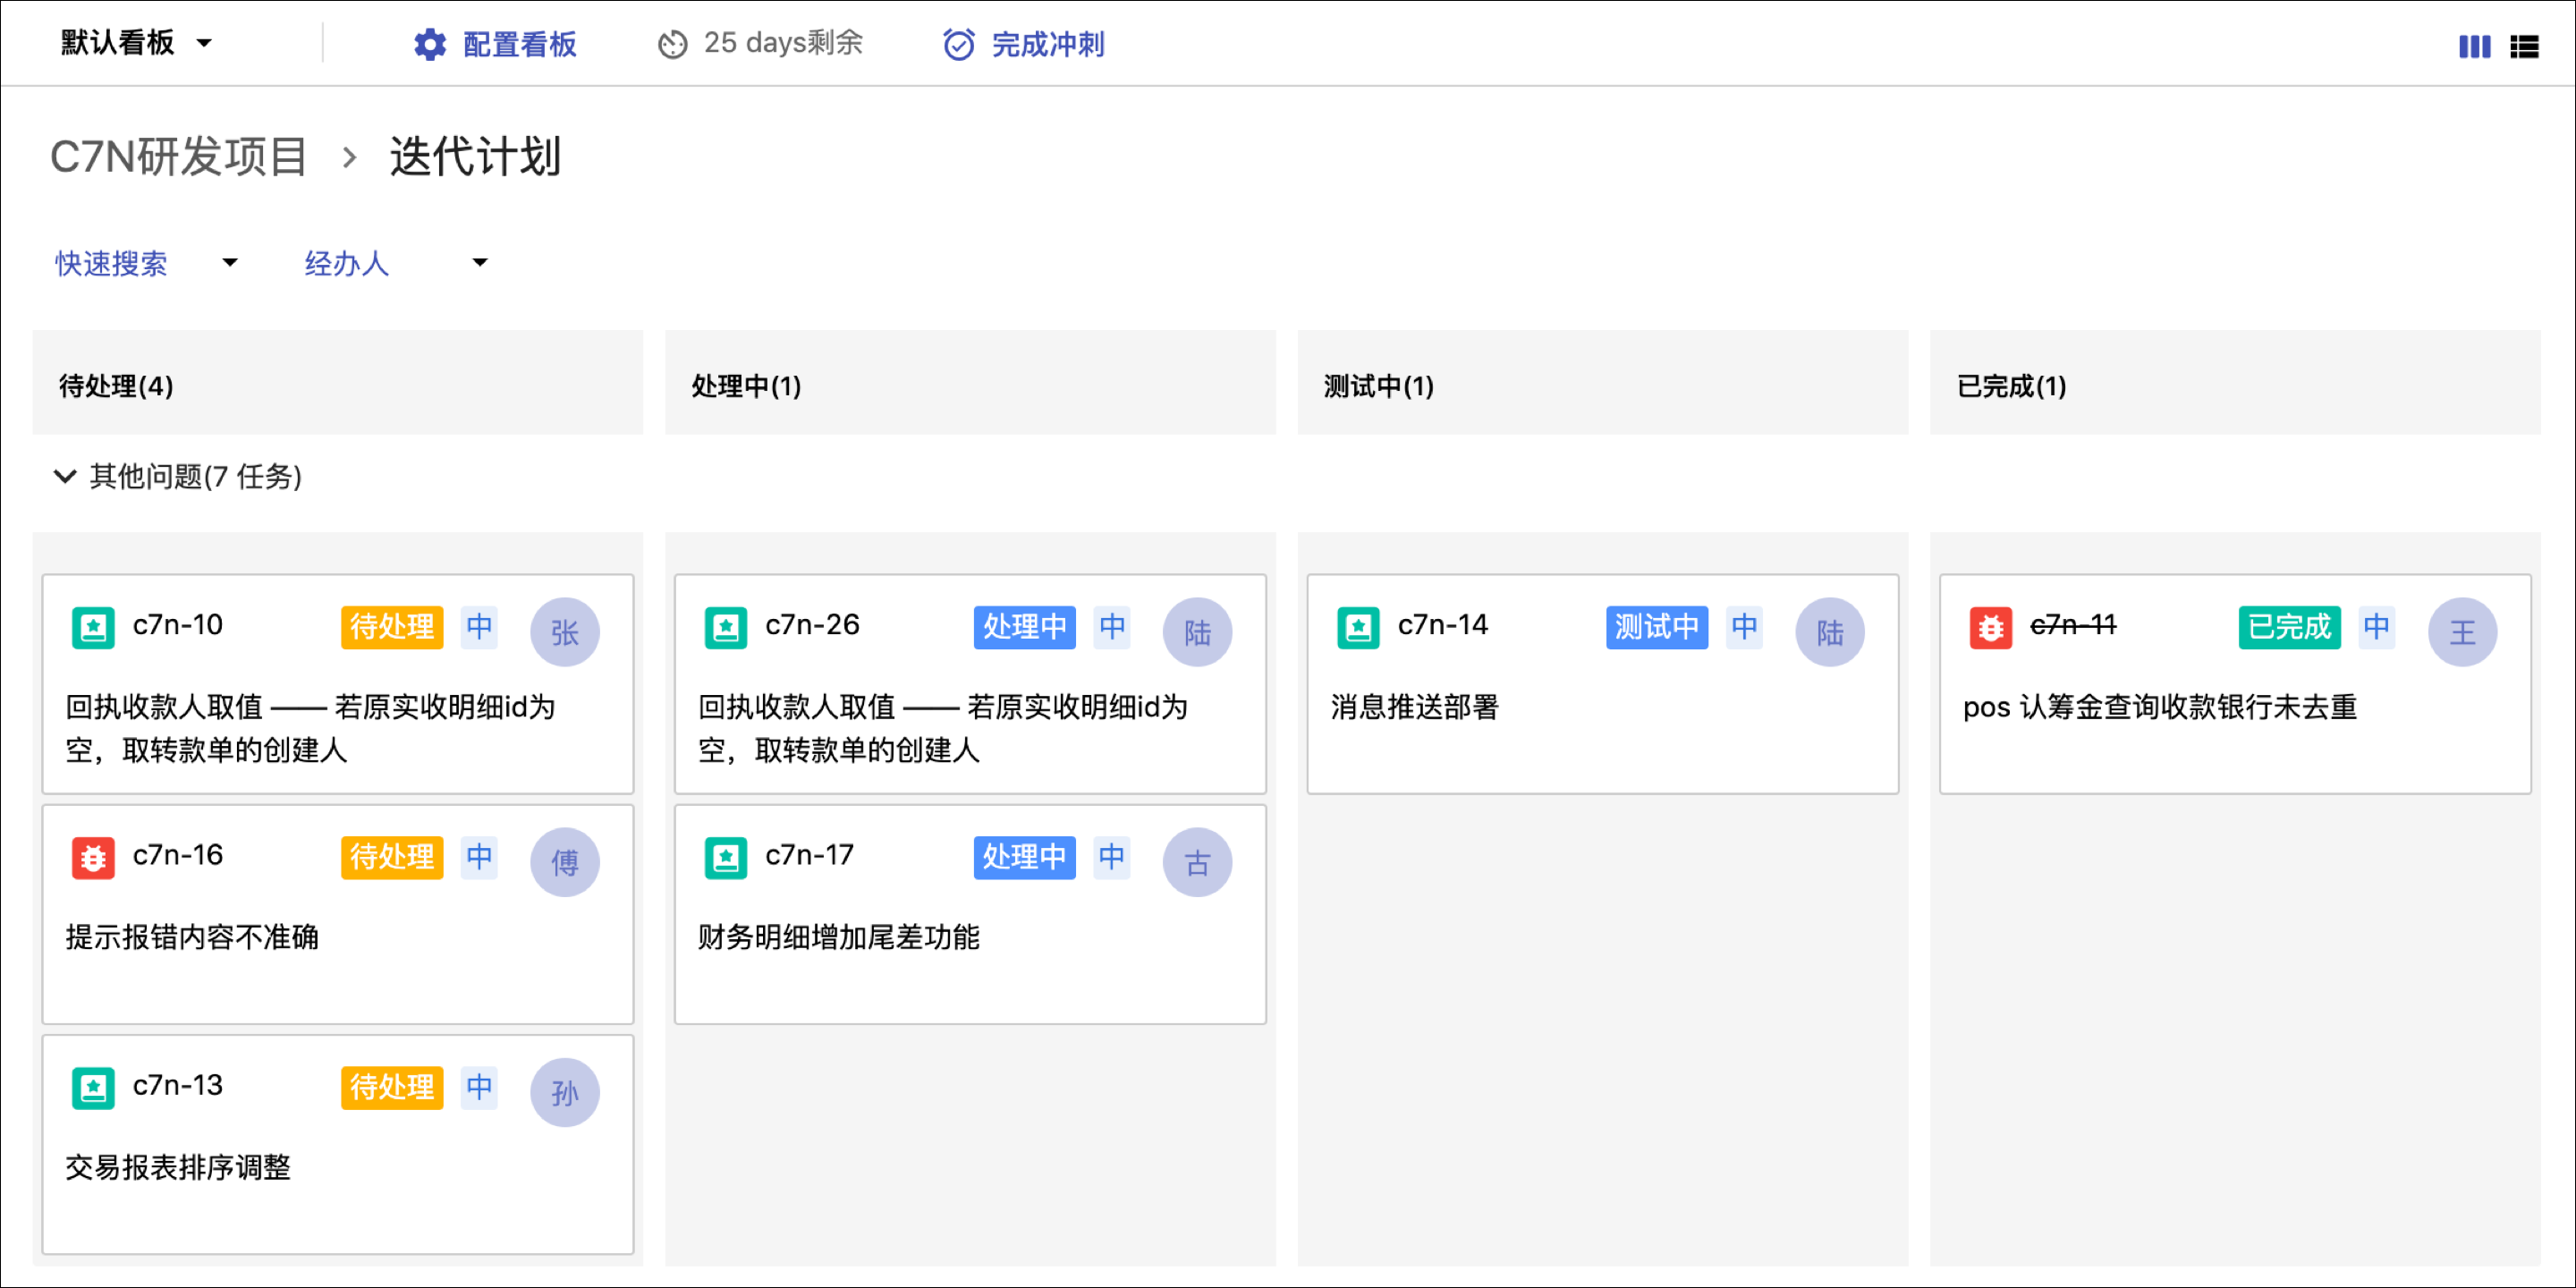 默认看板
配置看板
25 days剩余
完成冲刺
C7N研发项目 > 迭代计划
快速搜索
经办人
待处理(4)
处理中(1)
测试中(1)
已完成(1)
其他问题(7 任务)
c7n-10 待处理 中 张
回执收款人取值 —— 若原实收明细id为
空，取转款单的创建人
c7n-16 待处理 中 傅
提示报错内容不准确
c7n-13 待处理 中 孙
交易报表排序调整
c7n-26 处理中 中 陆
回执收款人取值 —— 若原实收明细id为
空，取转款单的创建人
c7n-17 处理中 中 古
财务明细增加尾差功能
c7n-14 测试中 中 陆
消息推送部署
c7n-11 已完成 中 王
pos 认筹金查询收款银行未去重